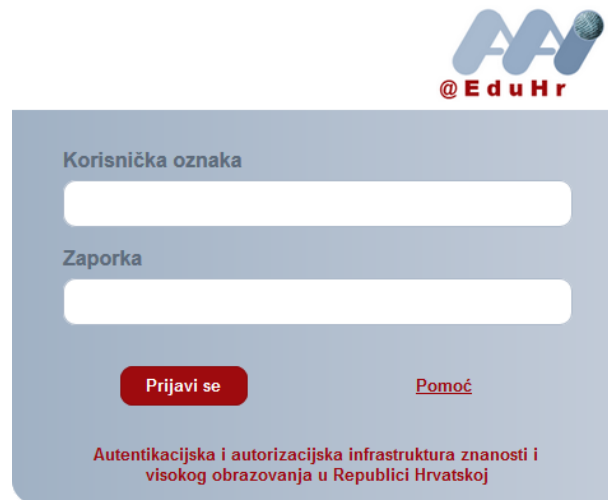 AAI
@EduHr
Korisnička oznaka
Zaporka
Prijavi se
Pomoć
Autentikacijska i autorizacijska infrastruktura znanosti i
visokog obrazovanja u Republici Hrvatskoj